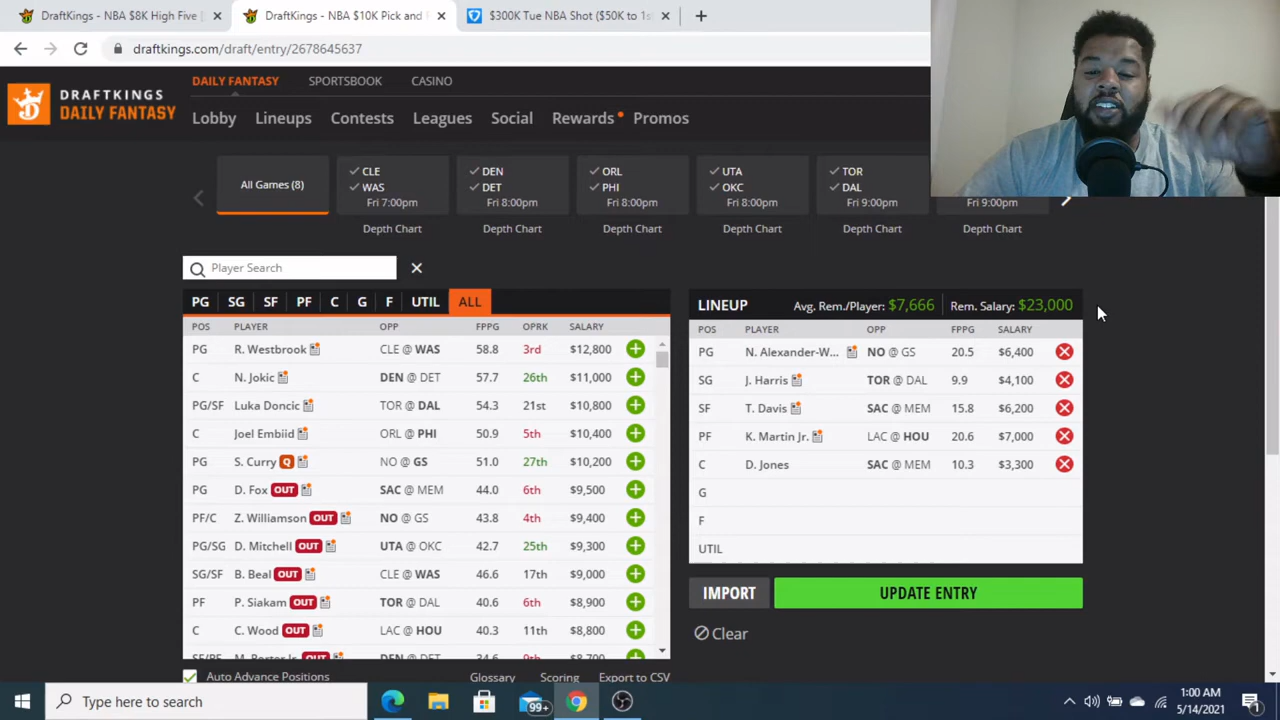 DraftKings - NBA $8K High Five [
DraftKings - NBA $10K Pick and
$300K Tue NBA Shot ($50K to 1s
draftkings.com/draft/entry/2678645637
DRAFTKINGS
DAILY FANTASY
DAILY FANTASY SPORTSBOOK CASINO
Lobby Lineups Contests Leagues Social Rewards Promos
All Games (8)
CLE
WAS
Fri 7:00pm
Depth Chart
DEN
DET
Fri 8:00pm
Depth Chart
ORL
PHI
Fri 8:00pm
Depth Chart
UTA
OKC
Fri 8:00pm
Depth Chart
TOR
DAL
Fri 9:00pm
Depth Chart
Fri 9:00pm
Depth Chart
Player Search
PG SG SF PF C G F UTIL ALL
POS PLAYER OPP FPPG OPRK SALARY
PG R. Westbrook CLE @ WAS 58.8 3rd $12,800
C N. Jokic DEN @ DET 57.7 26th $11,000
PG/SF Luka Doncic TOR @ DAL 54.3 21st $10,800
C Joel Embiid ORL @ PHI 50.9 5th $10,400
PG S. Curry Q NO @ GS 51.0 27th $10,200
PG D. Fox OUT SAC @ MEM 44.0 6th $9,500
PF/C Z. Williamson OUT NO @ GS 43.8 4th $9,400
PG/SG D. Mitchell OUT UTA @ OKC 42.7 25th $9,300
SG/SF B. Beal OUT CLE @ WAS 46.6 17th $9,000
PF P. Siakam OUT TOR @ DAL 40.6 6th $8,900
C C. Wood OUT LAC @ HOU 40.3 11th $8,800
SF/PF M. Porter Jr. OUT DEN @ DET 34.6 9th $8,700
Auto Advance Positions Glossary Scoring Export to CSV
LINEUP Avg. Rem./Player: $7,666 Rem. Salary: $23,000
POS PLAYER OPP FPPG SALARY
PG N. Alexander-W... NO @ GS 20.5 $6,400
SG J. Harris TOR @ DAL 9.9 $4,100
SF T. Davis SAC @ MEM 15.8 $6,200
PF K. Martin Jr. LAC @ HOU 20.6 $7,000
C D. Jones SAC @ MEM 10.3 $3,300
G
F
UTIL
IMPORT UPDATE ENTRY
Clear
Type here to search
99+
1:00 AM
5/14/2021
1